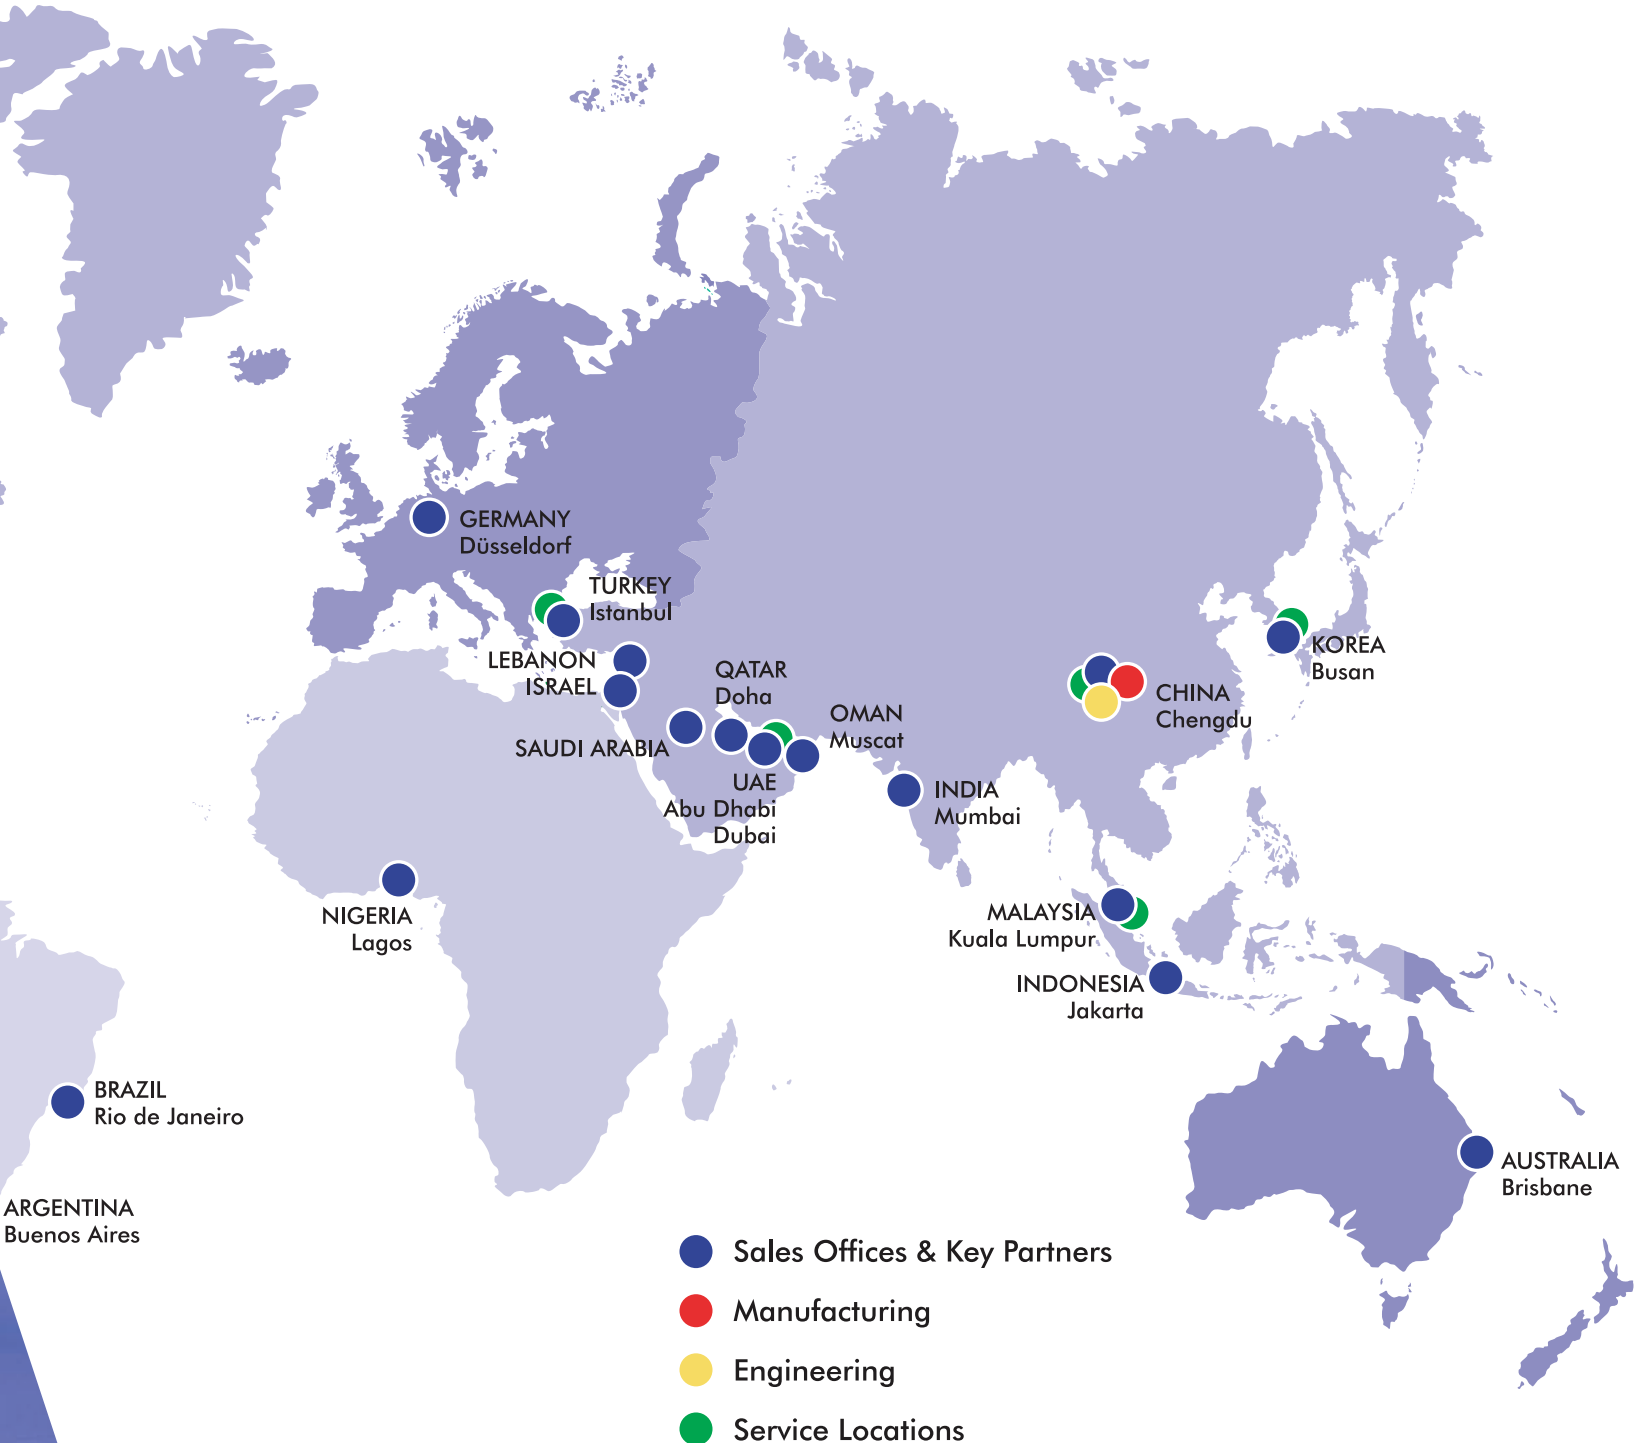 GERMANY
Düsseldorf
TURKEY
Istanbul
LEBANON
ISRAEL
QATAR
Doha
OMAN
Muscat
SAUDI ARABIA
UAE
Abu Dhabi
Dubai
INDIA
Mumbai
KOREA
Busan
CHINA
Chengdu
NIGERIA
Lagos
MALAYSIA
Kuala Lumpur
INDONESIA
Jakarta
BRAZIL
Rio de Janeiro
ARGENTINA
Buenos Aires
AUSTRALIA
Brisbane
Sales Offices & Key Partners
Manufacturing
Engineering
Service Locations